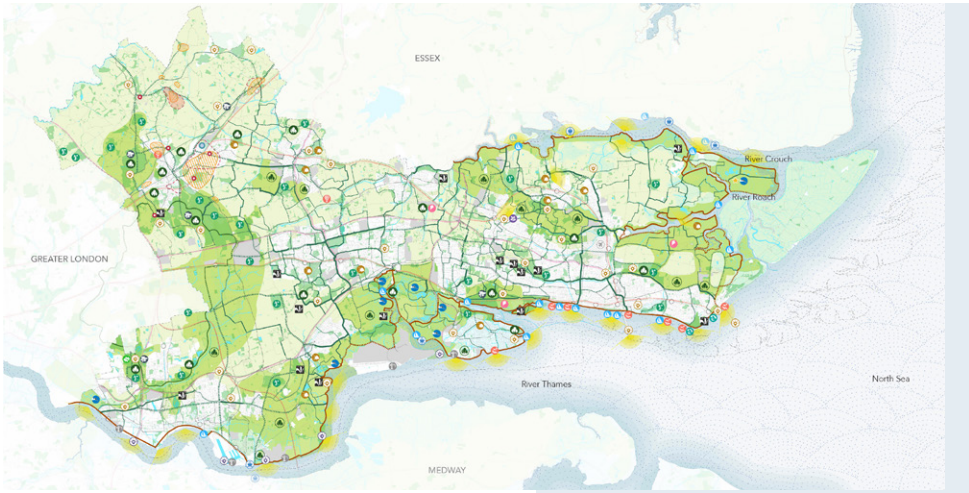 ESSEX
River Crouch
River Roach
GREATER LONDON
North Sea
River Thames
MEDWAY